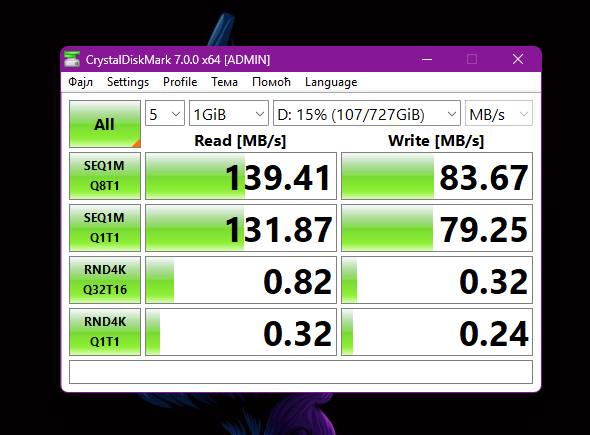 CrystalDiskMark 7.0.0 x64 [ADMIN]
Фајл Settings Profile Тема Помоћ Language
All 5 1GiB D: 15% (107/727GiB) MB/s
Read [MB/s] Write [MB/s]
SEQ1M
Q8T1
139.41 83.67
SEQ1M
Q1T1
131.87 79.25
RND4K
Q32T16
0.82 0.32
RND4K
Q1T1
0.32 0.24